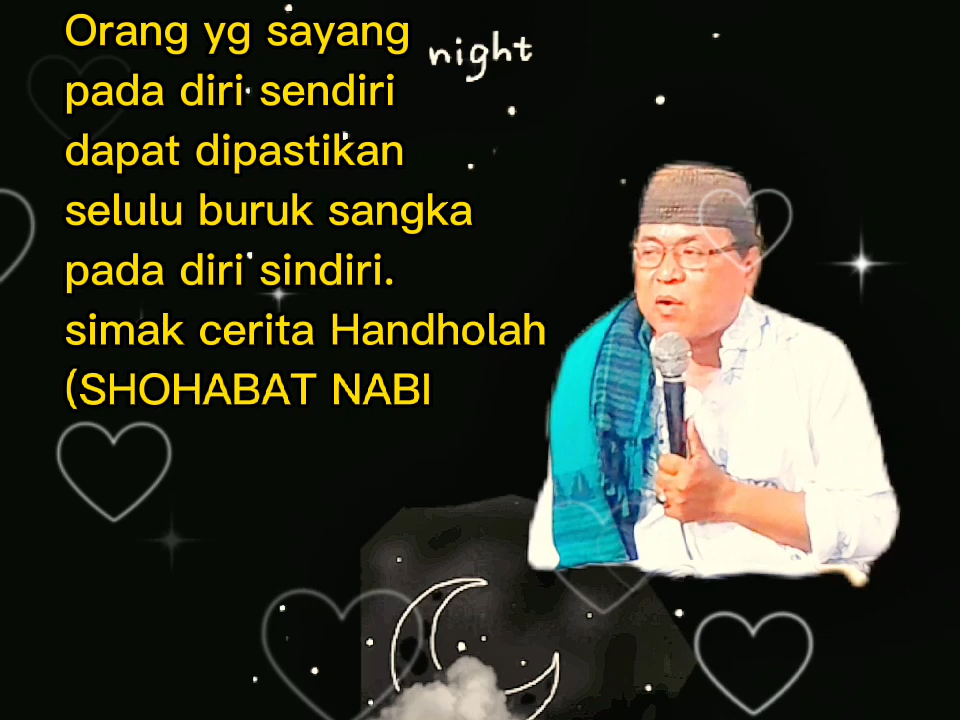 Orang yg sayang
night
pada diri sendiri
dapat dipastikan
selulu buruk sangka
pada diri sindiri.
simak cerita Handholah
(SHOHABAT NABI